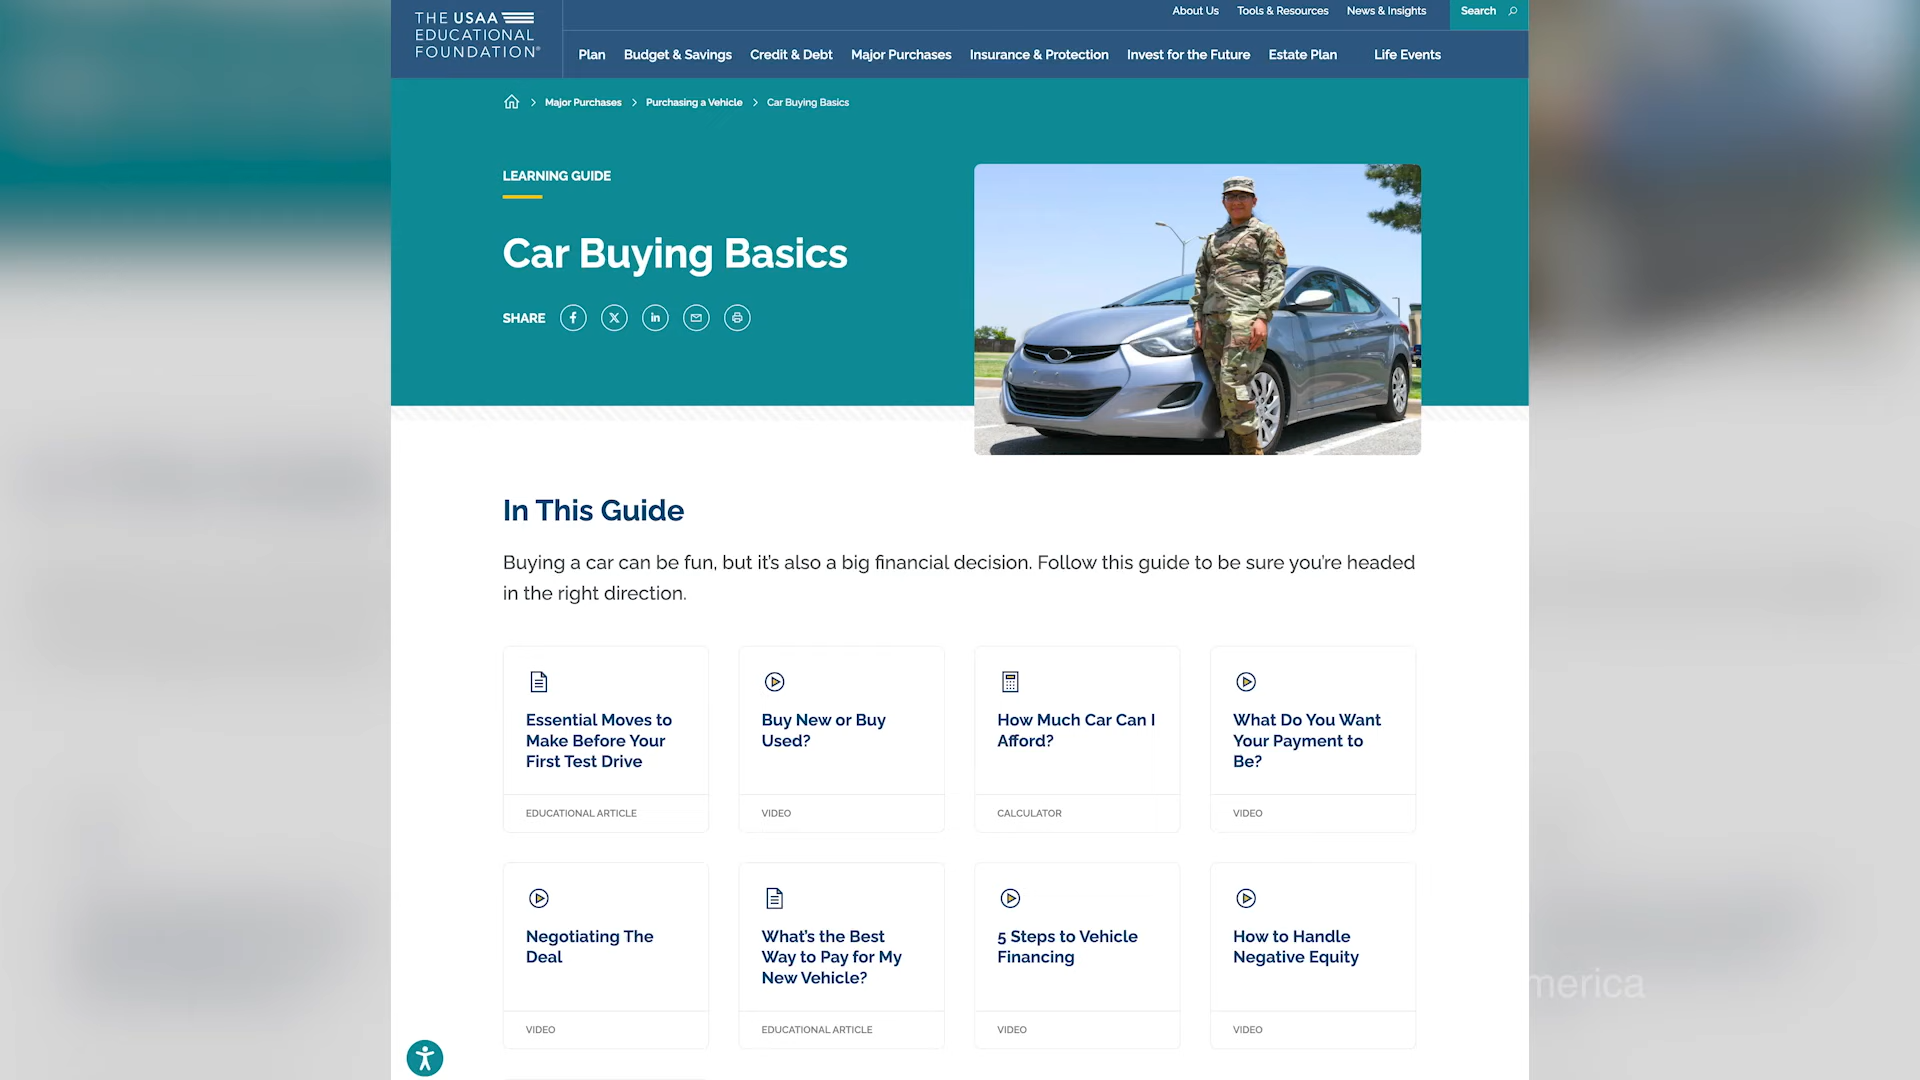 THE USAA
EDUCATIONAL
FOUNDATION®
About Us Tools & Resources News & Insights Search
Plan Budget & Savings Credit & Debt Major Purchases Insurance & Protection Invest for the Future Estate Plan Life Events
Major Purchases > Purchasing a Vehicle > Car Buying Basics
LEARNING GUIDE
Car Buying Basics
SHARE
In This Guide
Buying a car can be fun, but it's also a big financial decision. Follow this guide to be sure you're headed
in the right direction.
Essential Moves to
Make Before Your
First Test Drive
EDUCATIONAL ARTICLE
Buy New or Buy
Used?
VIDEO
How Much Car Can I
Afford?
CALCULATOR
What Do You Want
Your Payment to
Be?
VIDEO
Negotiating The
Deal
VIDEO
What's the Best
Way to Pay for My
New Vehicle?
EDUCATIONAL ARTICLE
5 Steps to Vehicle
Financing
VIDEO
How to Handle
Negative Equity
VIDEO
merica